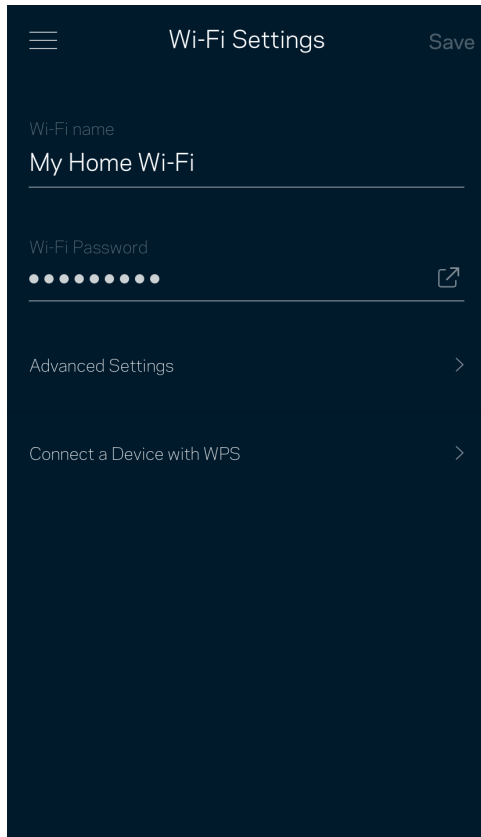 Wi-Fi Settings
Save
Wi-Fi name
My Home Wi-Fi
Wi-Fi Password
●●●●●●●●●
Advanced Settings
Connect a Device with WPS